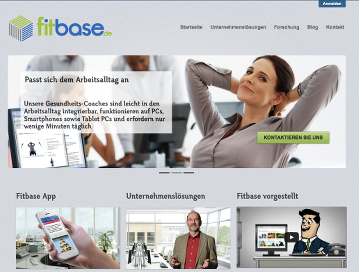 Anmelden
fitbase.de
Startseite Unternehmenslösungen Forschung Blog Kontakt
Passt sich dem Arbeitsalltag an
Unsere Gesundheits-Coaches sind leicht in den
Arbeitsalltag integrierbar, funktionieren auf PCs,
Smartphones sowie Tablet PCs und erfordern nur
wenige Minuten täglich.
KONTAKTIEREN SIE UNS
Fitbase App Unternehmenslösungen Fitbase vorgestellt